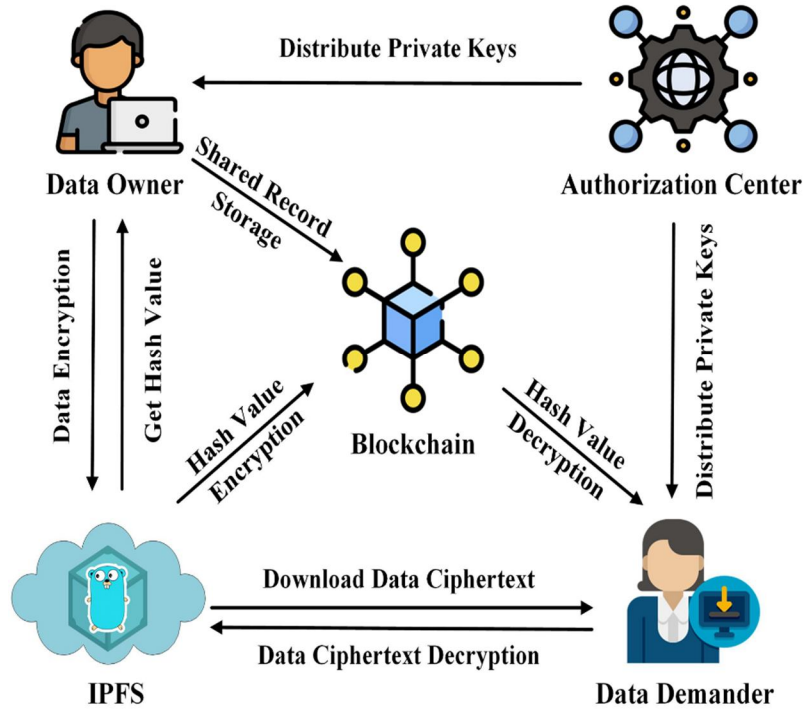 Distribute Private Keys
Data Owner
Authorization Center
Shared Record
Storage
Data Encryption
Get Hash Value
Distribute Private Keys
Blockchain
Hash Value
Encryption
Hash Value
Decryption
Download Data Ciphertext
Data Ciphertext Decryption
IPFS
Data Demander